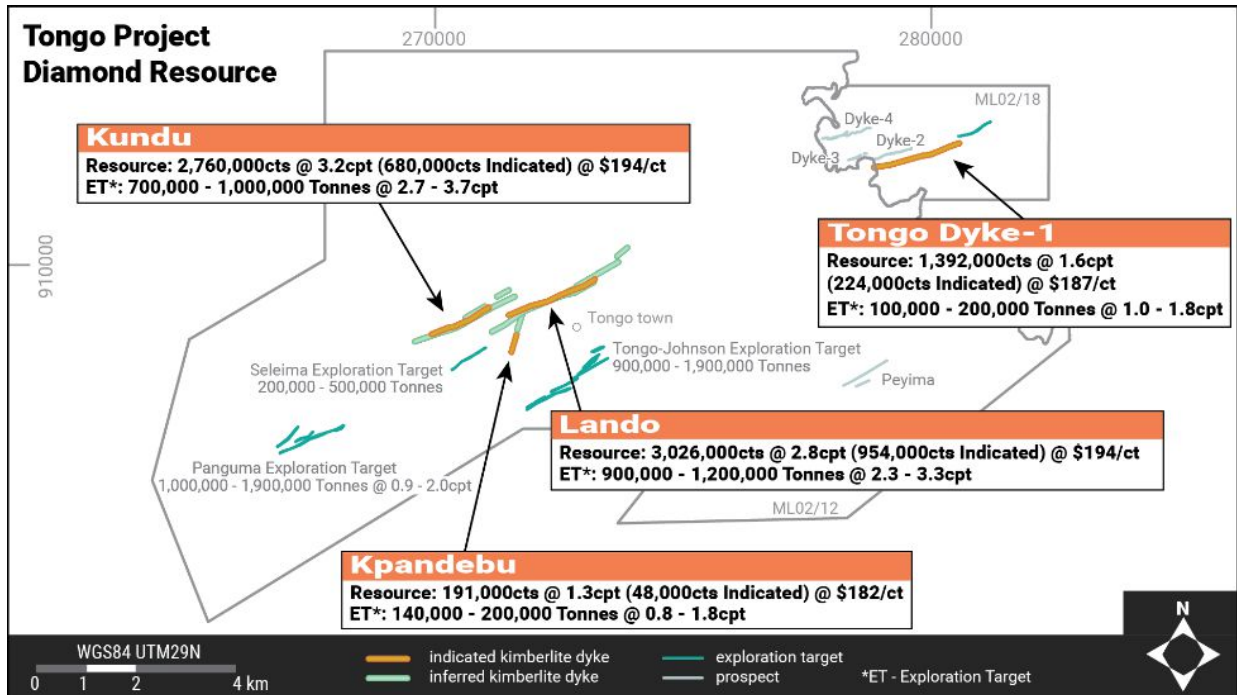 Tongo Project
Diamond Resource
270000
280000
910000
ML02/18
Dyke-4
Dyke-2
Dyke-3
Kundu
Resource: 2,760,000cts @ 3.2cpt (680,000cts Indicated) @ $194/ct
ET*: 700,000 - 1,000,000 Tonnes @ 2.7 - 3.7cpt
Tongo Dyke-1
Resource: 1,392,000cts @ 1.6cpt
(224,000cts Indicated) @ $187/ct
ET*: 100,000 - 200,000 Tonnes @ 1.0 - 1.8cpt
Tongo town
Seleima Exploration Target
200,000 - 500,000 Tonnes
Tongo-Johnson Exploration Target
900,000 - 1,900,000 Tonnes
Peyima
Lando
Resource: 3,026,000cts @ 2.8cpt (954,000cts Indicated) @ $194/ct
ET*: 900,000 - 1,200,000 Tonnes @ 2.3 - 3.3cpt
Panguma Exploration Target
1,000,000 - 1,900,000 Tonnes @ 0.9 - 2.0cpt
ML02/12
Kpandebu
Resource: 191,000cts @ 1.3cpt (48,000cts Indicated) @ $182/ct
ET*: 140,000 - 200,000 Tonnes @ 0.8 - 1.8cpt
WGS84 UTM29N
0 1 2 4 km
indicated kimberlite dyke
inferred kimberlite dyke
exploration target
prospect
*ET - Exploration Target
N